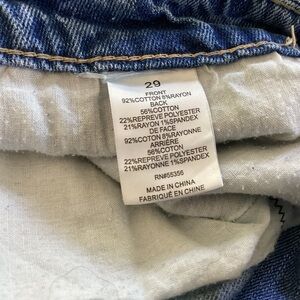 29
FRONT
92%COTTON 8%RAYON
BACK
56%COTTON
22%REPREVE POLYESTER
21%RAYON 1%SPANDEX
DE FACE
92%COTON 8%RAYONNE
ARRIÈRE
56%COTON
22%REPREVE POLYESTER
21%RAYONNE 1%SPANDEX
RN#55356
MADE IN CHINA
FABRIQUÉ EN CHINE